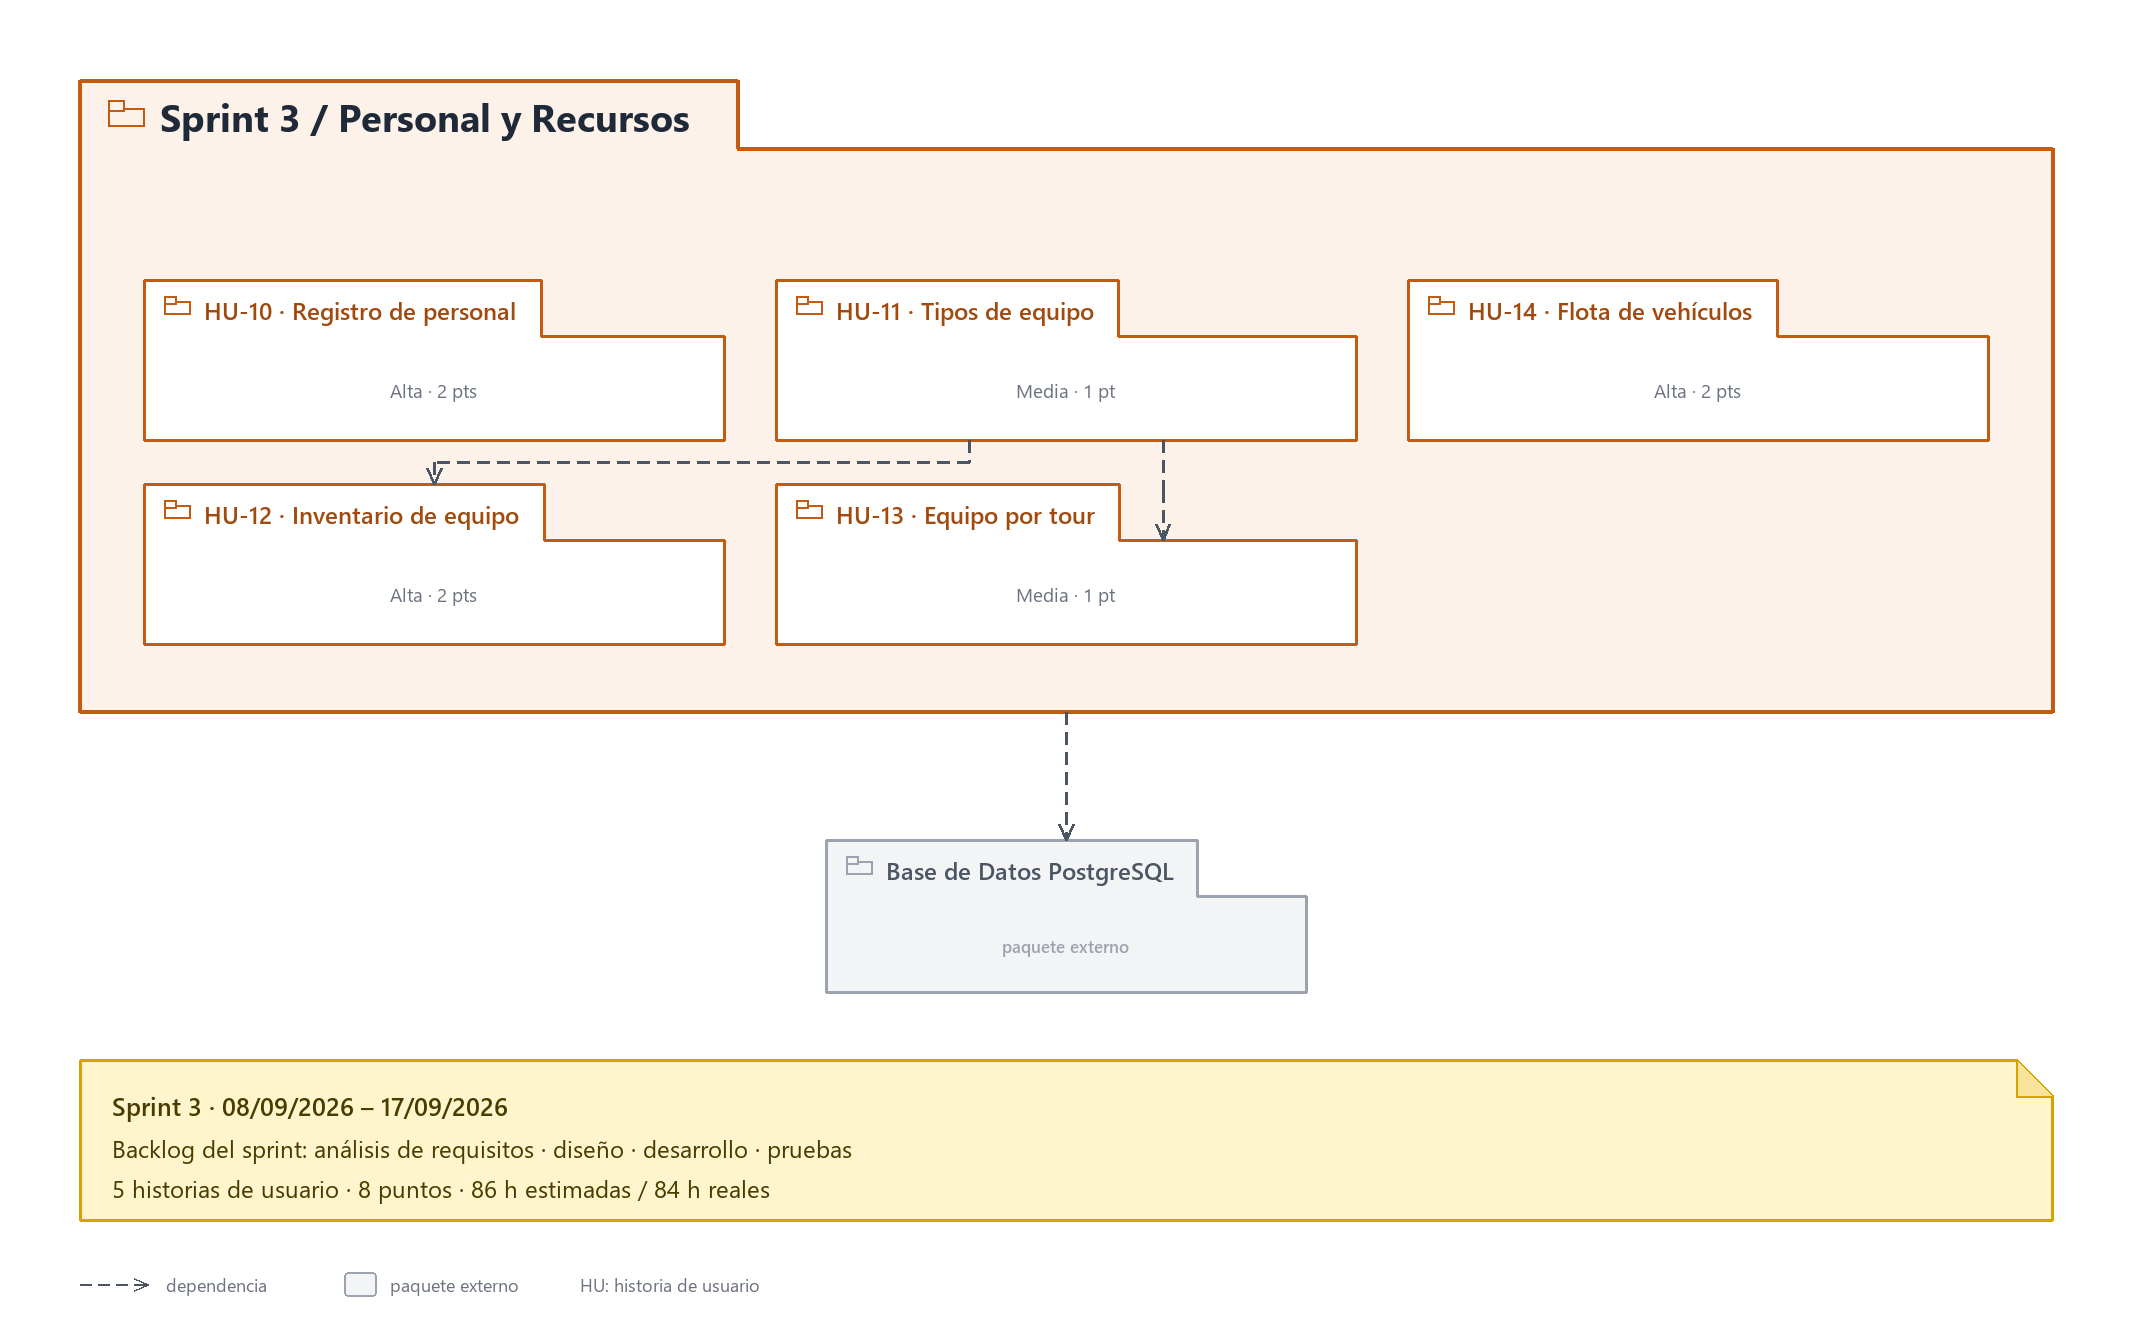 Sprint 3 / Personal y Recursos
HU-10 · Registro de personal
Alta · 2 pts
HU-11 · Tipos de equipo
Media · 1 pt
HU-14 · Flota de vehículos
Alta · 2 pts
HU-12 · Inventario de equipo
Alta · 2 pts
HU-13 · Equipo por tour
Media · 1 pt
Base de Datos PostgreSQL
paquete externo
Sprint 3 · 08/09/2026 – 17/09/2026
Backlog del sprint: análisis de requisitos · diseño · desarrollo · pruebas
5 historias de usuario · 8 puntos · 86 h estimadas / 84 h reales
dependencia
paquete externo
HU: historia de usuario